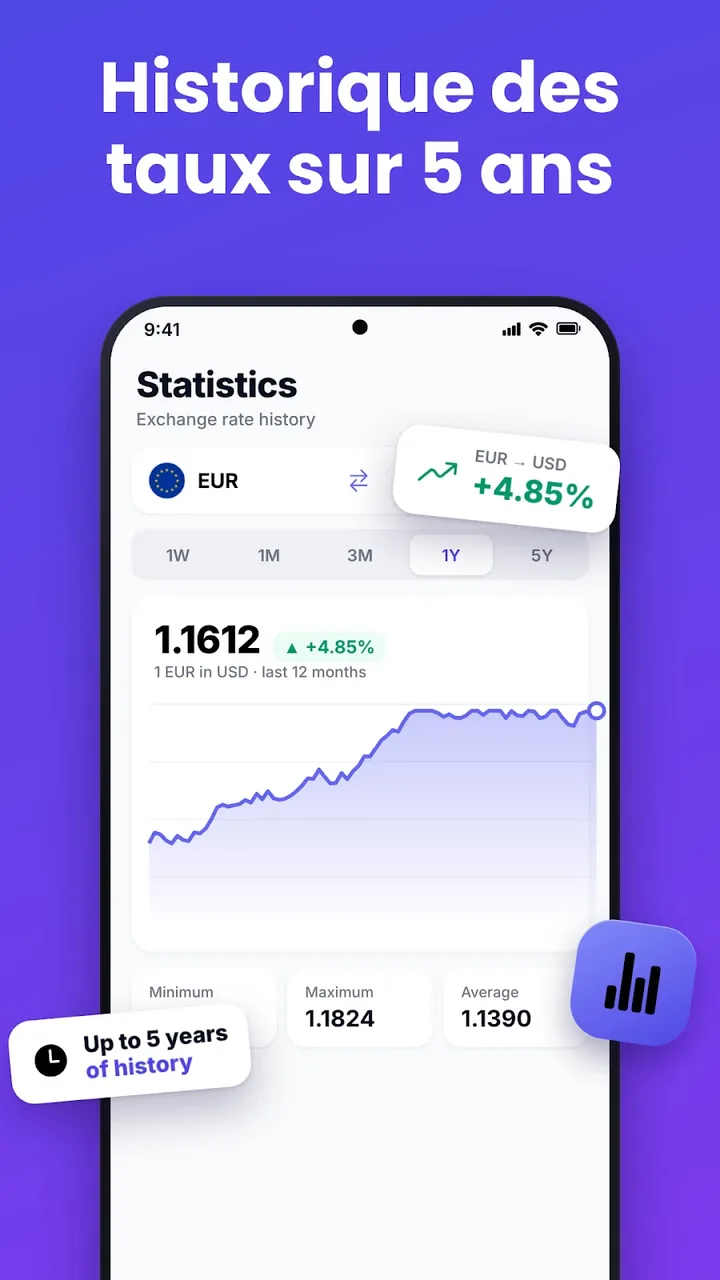 Historique des
taux sur 5 ans
9:41
Statistics
Exchange rate history
EUR
EUR → USD
+4.85%
1W 1M 3M 1Y 5Y
1.1612 ▲ +4.85%
1 EUR in USD · last 12 months
Minimum
Maximum
1.1824
Average
1.1390
Up to 5 years
of history